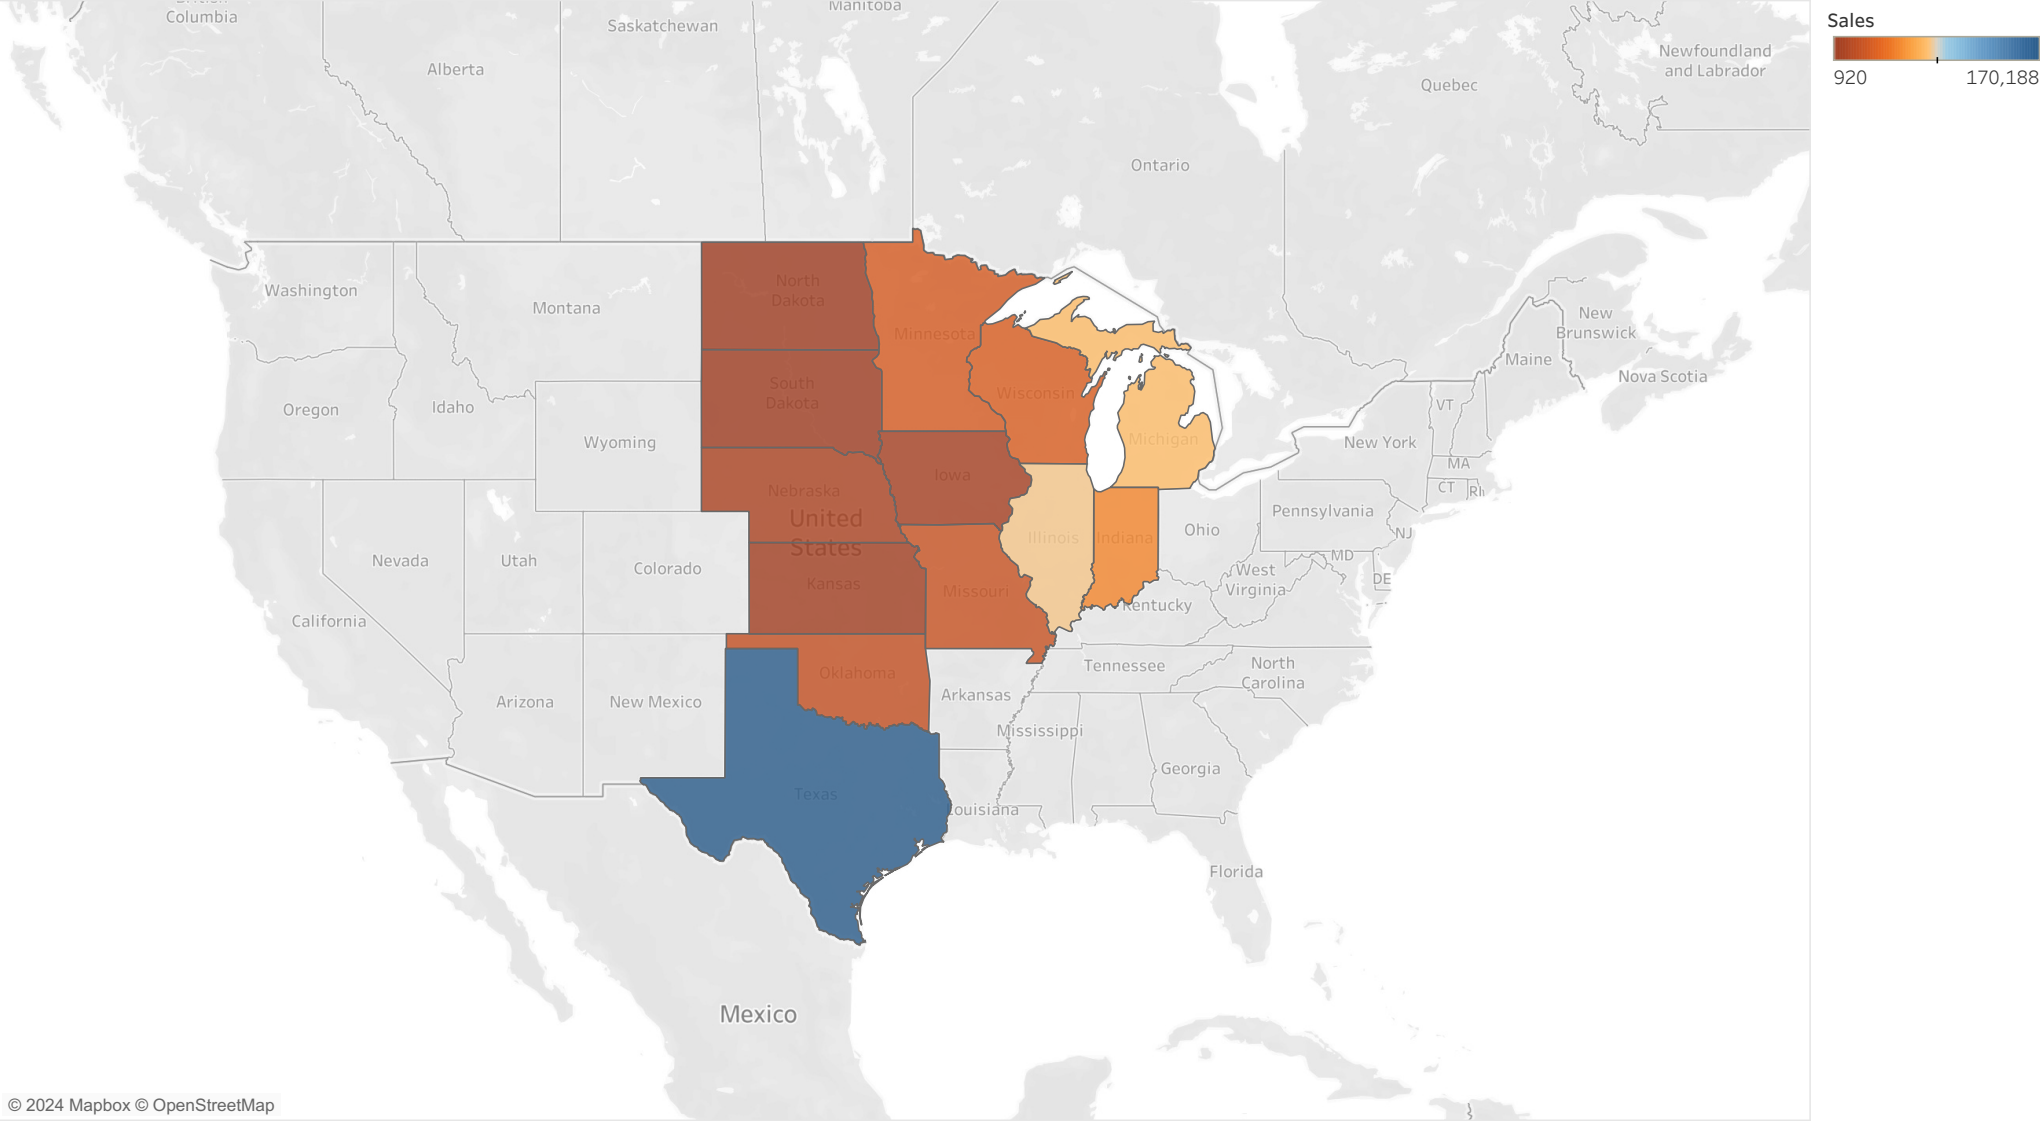 British
Columbia
Manitoba
Saskatchewan
Alberta
Newfoundland
and Labrador
Quebec
Ontario
Sales
920
170,188
Washington
North
Dakota
Montana
Minnesota
New
Brunswick
Maine
Nova Scotia
South
Dakota
Wisconsin
Oregon
Idaho
VT
Wyoming
Michigan
New York
MA
Iowa
CT
RI
Nebraska
Pennsylvania
United
States
Illinois
Indiana
Ohio
NJ
MD
Nevada
Utah
Colorado
Kansas
West
Virginia
DE
Missouri
Kentucky
California
Oklahoma
Tennessee
North
Carolina
Arizona
New Mexico
Arkansas
Mississippi
Georgia
Texas
Louisiana
Florida
Mexico
© 2024 Mapbox © OpenStreetMap